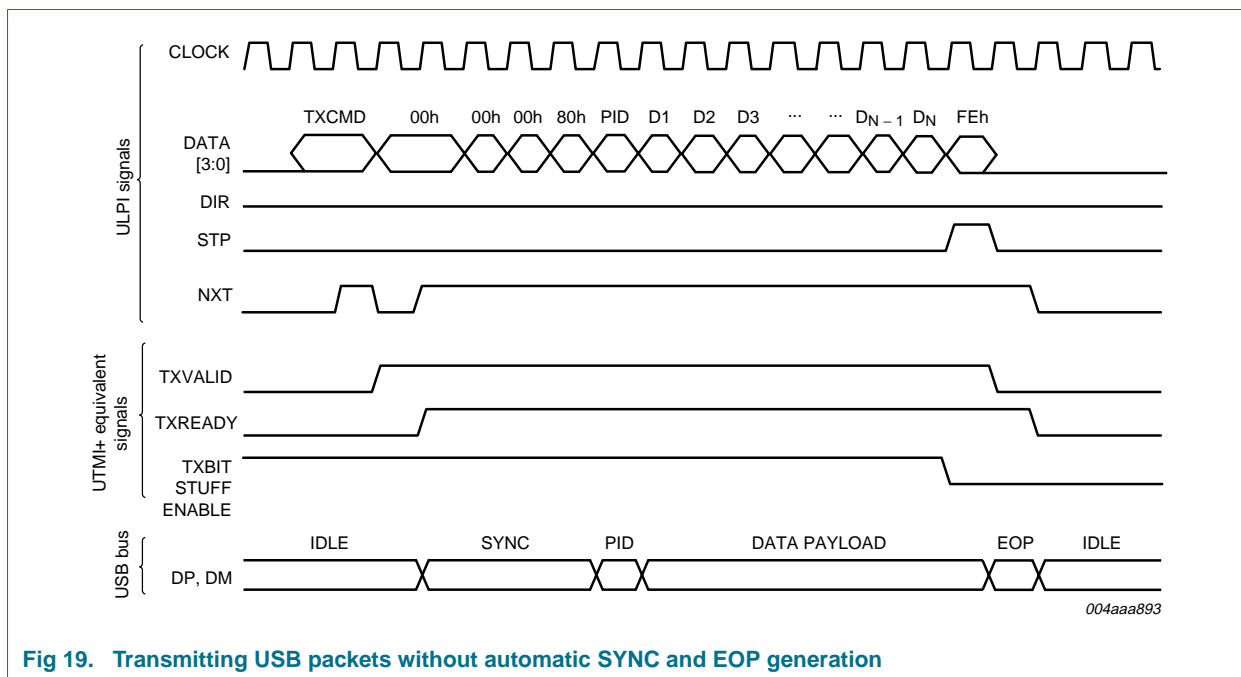 ULPI signals
CLOCK
TXCMD 00h 00h 00h 80h PID D1 D2 D3 ... ... DN – 1 DN FEh
DATA
[3:0]
DIR
STP
NXT
UTMI+ equivalent
signals
TXVALID
TXREADY
TXBIT
STUFF
ENABLE
USB bus
IDLE SYNC PID DATA PAYLOAD EOP IDLE
DP, DM
004aaa893
Fig 19. Transmitting USB packets without automatic SYNC and EOP generation